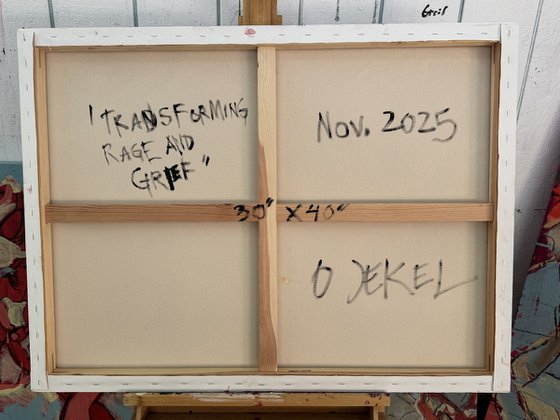 "TRANSFORMING
RAGE AND
GRIEF"
Nov. 2025
30" X 40"
O JEKEL